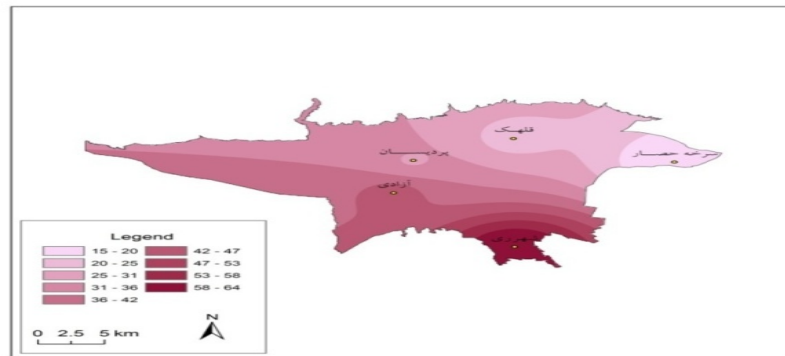 قلهک
پردیسان
سرخه حصار
آزادی
شهرری
Legend
15 - 20
20 - 25
25 - 31
31 - 36
36 - 42
42 - 47
47 - 53
53 - 58
58 - 64
0 2.5 5 km
N